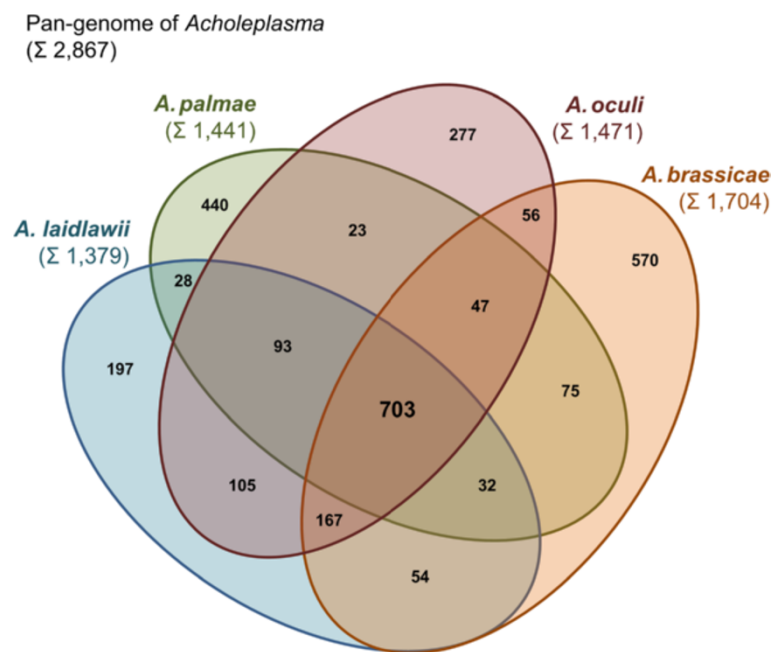 Pan-genome of Acholeplasma
(Σ 2,867)
A. palmae
(Σ 1,441)
A. oculi
(Σ 1,471)
A. brassicae
(Σ 1,704)
A. laidlawii
(Σ 1,379)
277
440
56
23
570
28
47
93
197
75
703
105
32
167
54